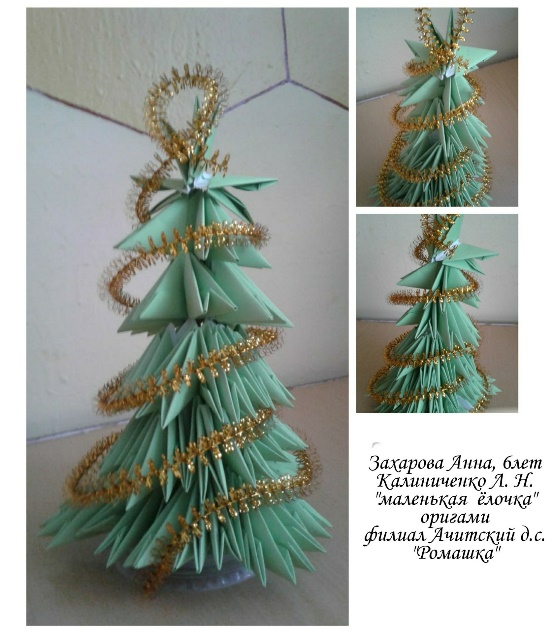 Захарова Анна, 6лет
Калиниченко Л. Н.
"маленькая ёлочка"
оригами
филиал Ачитский д.с.
"Ромашка"